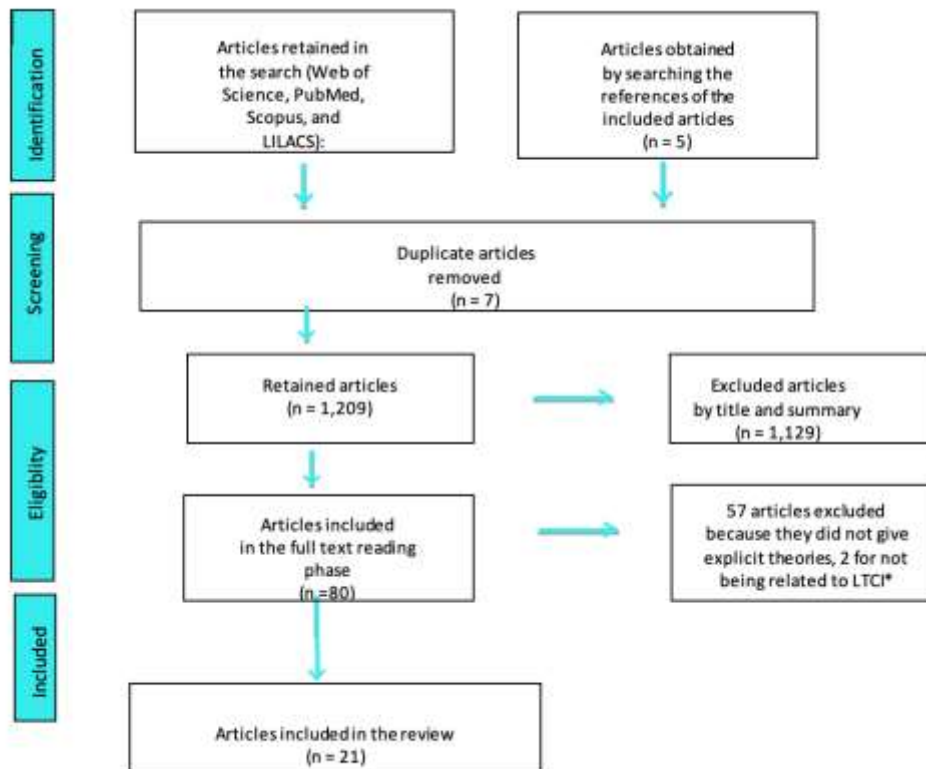 Identification
Articles retained in
the search (Web of
Science, PubMed,
Scopus, and
LILACS):
Articles obtained
by searching the
references of the
included articles
(n = 5)
Screening
Duplicate articles
removed
(n = 7)
Retained articles
(n = 1,209)
Excluded articles
by title and summary
(n = 1,129)
Eligiblity
Articles included
in the full text reading
phase
(n =80)
57 articles excluded
because they did not give
explicit theories, 2 for not
being related to LTCI*
Included
Articles included in the review
(n = 21)